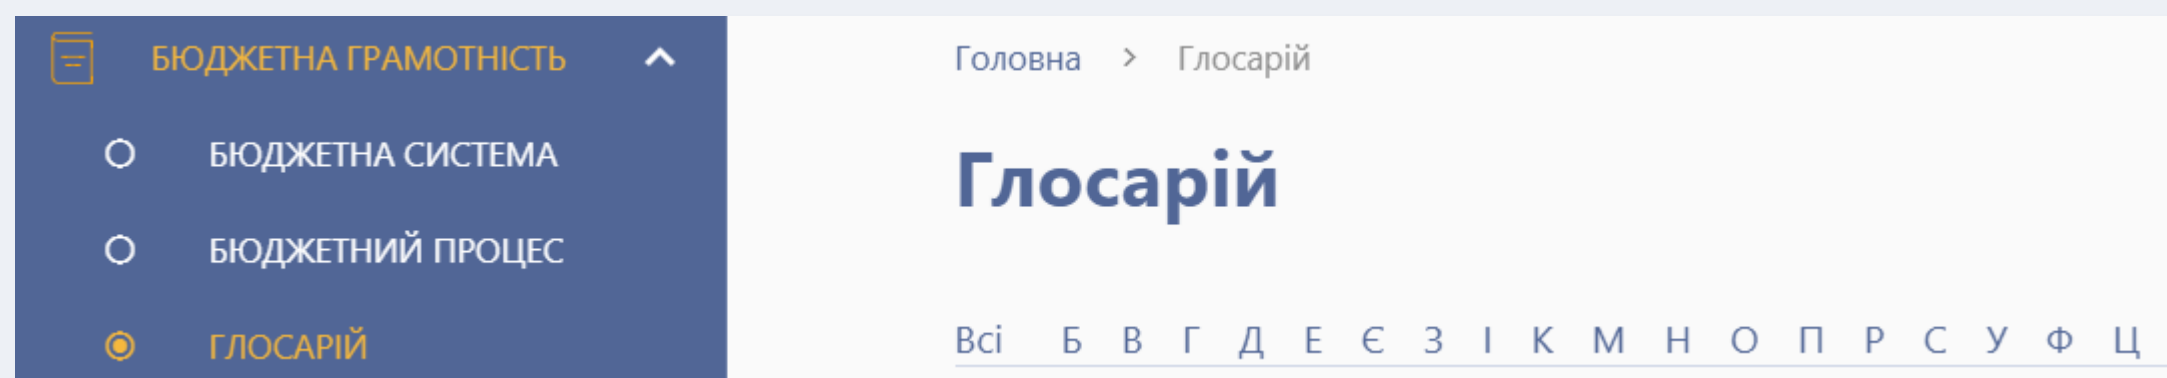 БЮДЖЕТНА ГРАМОТНІСТЬ
БЮДЖЕТНА СИСТЕМА
БЮДЖЕТНИЙ ПРОЦЕС
ГЛОСАРІЙ
Головна > Глосарій
Глосарій
Всі Б В Г Д Е Є З І К М Н О П Р С У Ф Ц